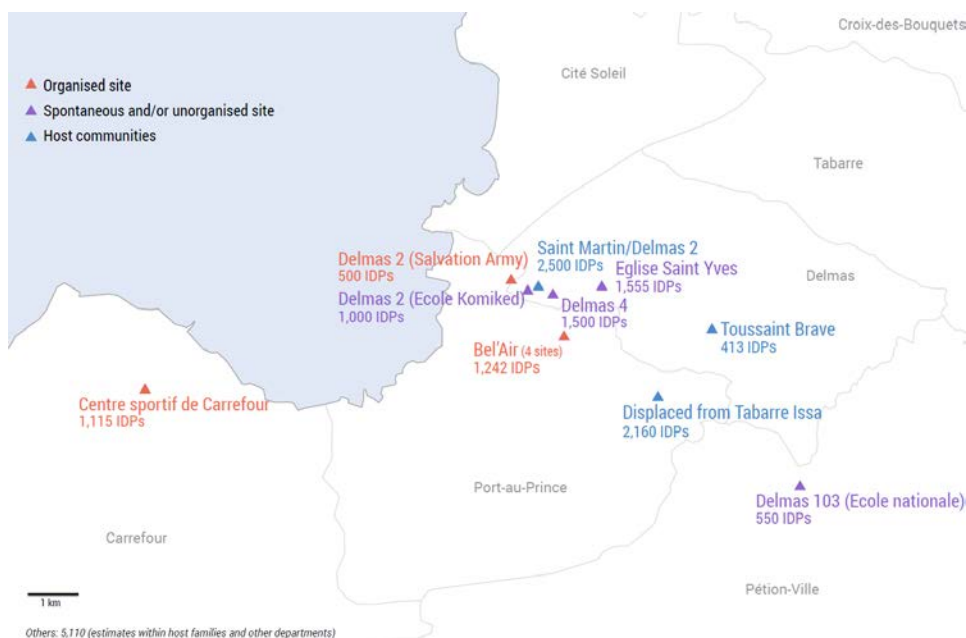 Croix-des-Bouquets
Cité Soleil
Organised site
Spontaneous and/or unorganised site
Host communities
Tabarre
Delmas 2 (Salvation Army)
500 IDPs
Saint Martin/Delmas 2
2,500 IDPs
Eglise Saint Yves
1,555 IDPs
Delmas
Delmas 2 (Ecole Komiked)
1,000 IDPs
Delmas 4
1,500 IDPs
Toussaint Brave
413 IDPs
Bel'Air (4 sites)
1,242 IDPs
Centre sportif de Carrefour
1,115 IDPs
Displaced from Tabarre Issa
2,160 IDPs
Port-au-Prince
Delmas 103 (Ecole nationale)
550 IDPs
Carrefour
Pétion-Ville
1 km
Others: 5,110 (estimates within host families and other departments)